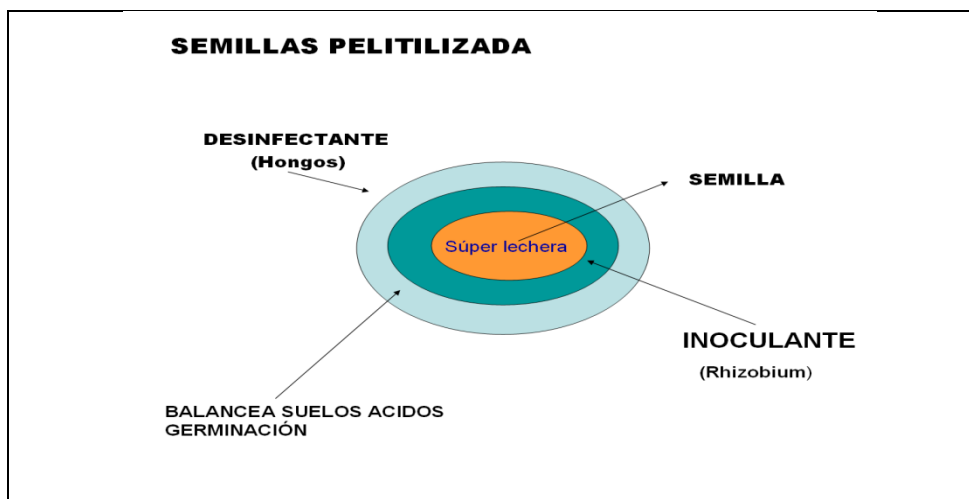 SEMILLAS PELITILIZADA
DESINFECTANTE
(Hongos)
SEMILLA
Súper lechera
INOCULANTE
(Rhizobium)
BALANCEA SUELOS ACIDOS
GERMINACIÓN